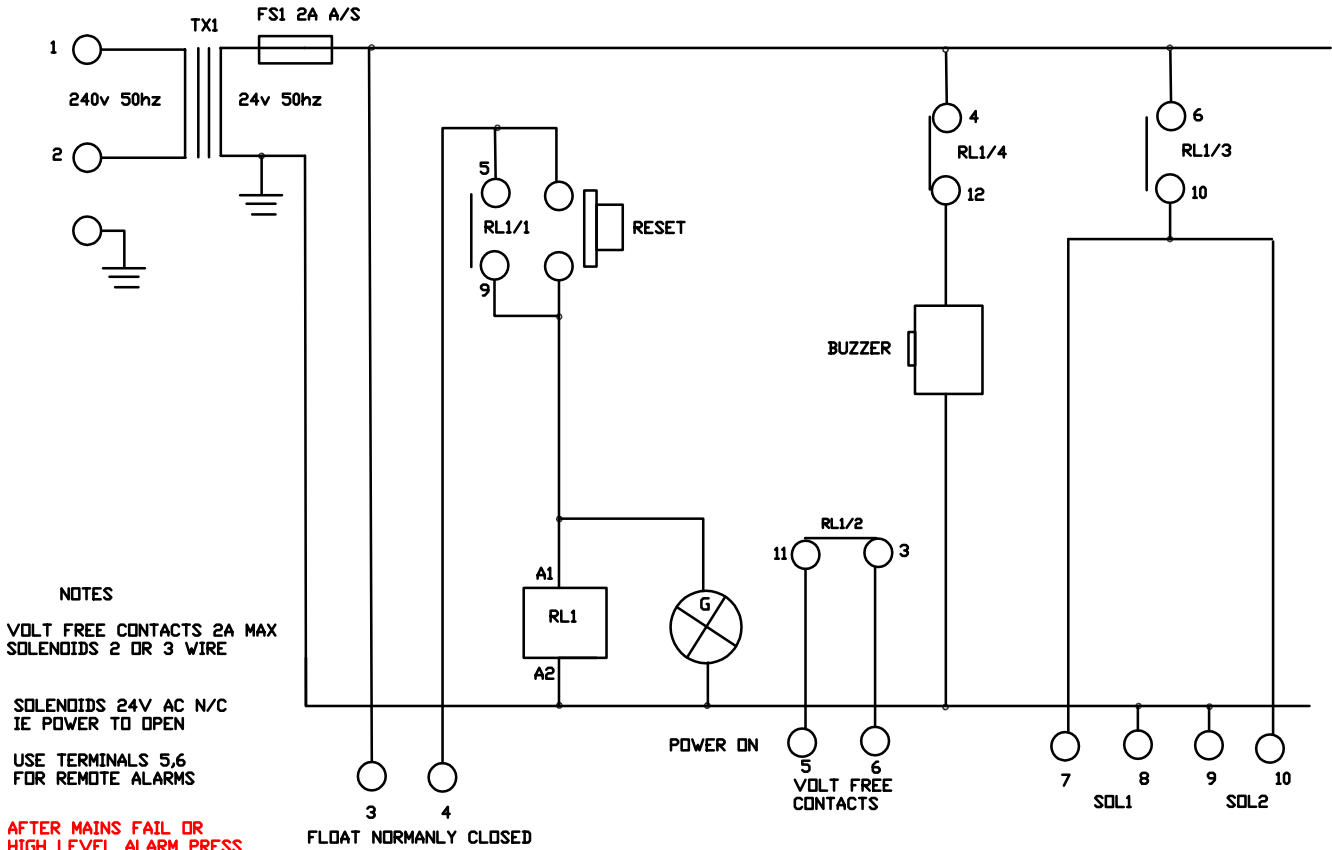 FS1 2A A/S
TX1
1
240v 50hz
24v 50hz
2
4
6
RL1/4
RL1/3
5
12
10
RL1/1
RESET
9
BUZZER
RL1/2
11
3
A1
G
RL1
A2
NOTES
VOLT FREE CONTACTS 2A MAX
SOLENOIDS 2 OR 3 WIRE
SOLENOIDS 24V AC N/C
IE POWER TO OPEN
USE TERMINALS 5,6
FOR REMOTE ALARMS
AFTER MAINS FAIL OR
HIGH LEVEL ALARM PRESS
POWER ON
5
6
VOLT FREE
CONTACTS
7
8
9
10
SOL1
SOL2
3
4
FLOAT NORMANLY CLOSED